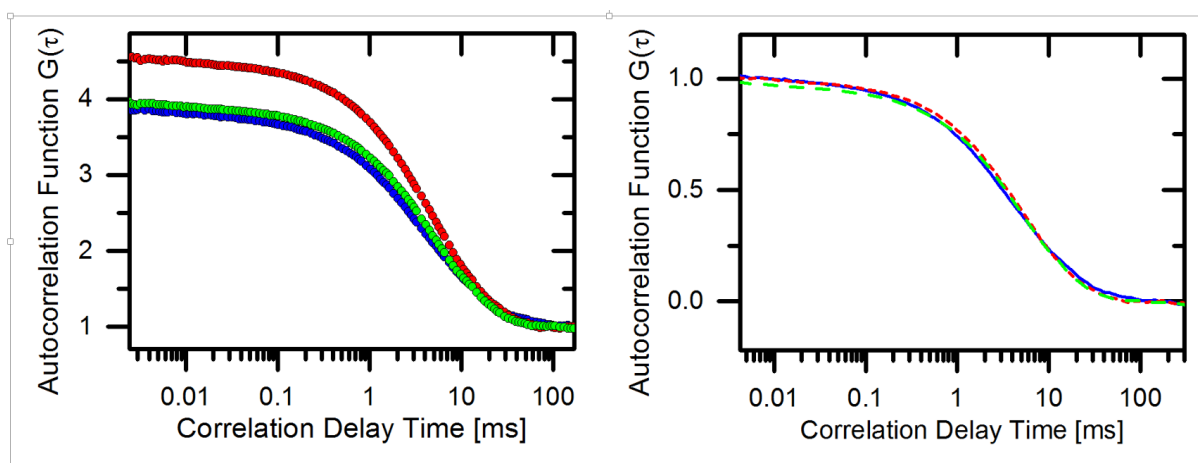 Autocorrelation Function G(τ)
4
3
2
1
0.01 0.1 1 10 100
Correlation Delay Time [ms]
Autocorrelation Function G(τ)
1.0
0.5
0.0
0.01 0.1 1 10 100
Correlation Delay Time [ms]